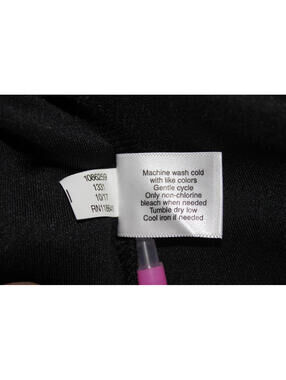 1086259
1331
10/17
Machine wash cold
with like colors
Gentle cycle
Only non-chlorine
bleach when needed
Tumble dry low
Cool iron if needed